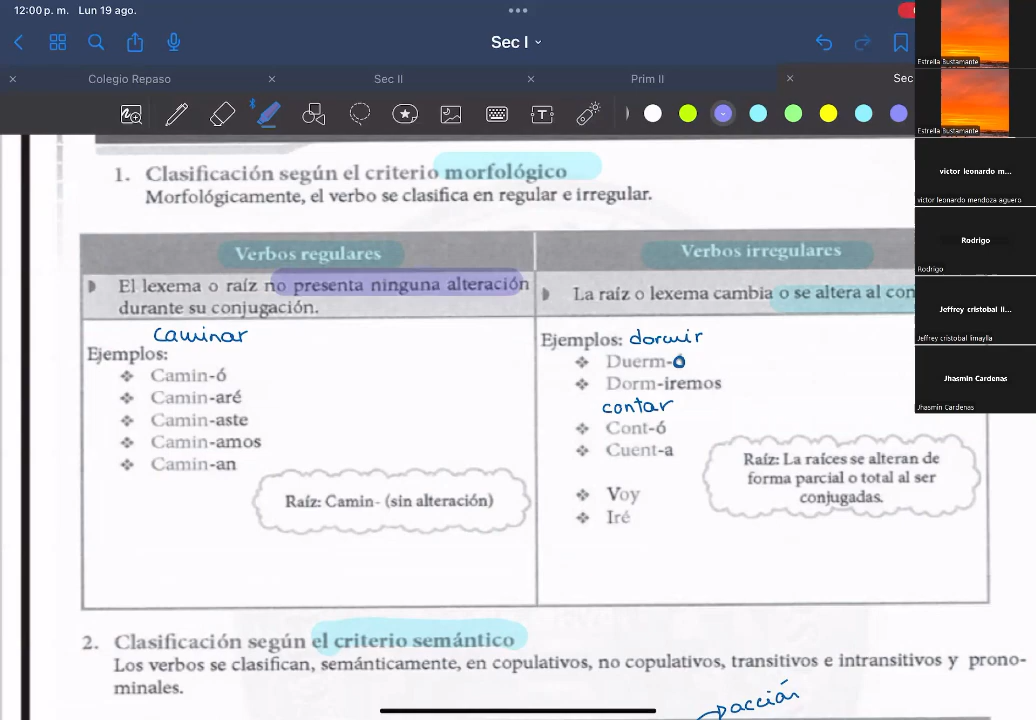 12:00 p. m. Lun 19 ago.
Sec I
Colegio Repaso
Sec II
Prim II
Sec
Estrella Bustamante
Estrella Bustamante
victor leonardo m...
victor leonardo mendoza aguero
Rodrigo
Rodrigo
Jeffrey cristobal li...
Jeffrey cristobal limaylla
Jhasmin Cardenas
Jhasmin Cardenas
1. Clasificación según el criterio morfológico
Morfológicamente, el verbo se clasifica en regular e irregular.
Verbos regulares
El lexema o raíz no presenta ninguna alteración
durante su conjugación.
caminar
Ejemplos:
Camin-ó
Camin-aré
Camin-aste
Camin-amos
Camin-an
Raíz: Camin- (sin alteración)
Verbos irregulares
La raíz o lexema cambia o se altera al con
Ejemplos: dormir
Duerm-o
Dorm-iremos
contar
Cont-ó
Cuent-a
Voy
Iré
Raíz: La raíces se alteran de
forma parcial o total al ser
conjugadas.
2. Clasificación según el criterio semántico
Los verbos se clasifican, semánticamente, en copulativos, no copulativos, transitivos e intransitivos y prono-
minales.
acción